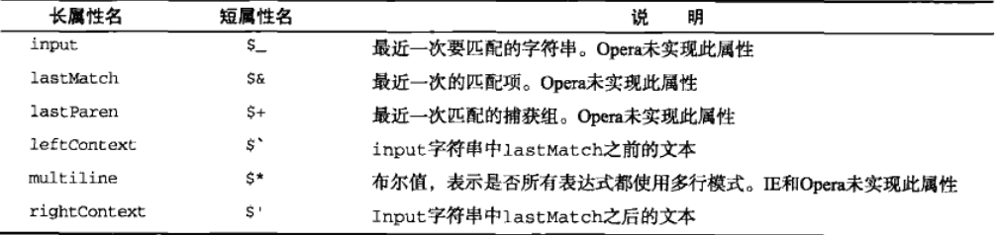 长属性名 短属性名 说 明
input $_ 最近一次要匹配的字符串。Opera未实现此属性
lastMatch $& 最近一次的匹配项。Opera未实现此属性
lastParen $+ 最近一次匹配的捕获组。Opera未实现此属性
leftContext $` input字符串中lastMatch之前的文本
multiline $* 布尔值，表示是否所有表达式都使用多行模式。IE和Opera未实现此属性
rightContext $' Input字符串中lastMatch之后的文本